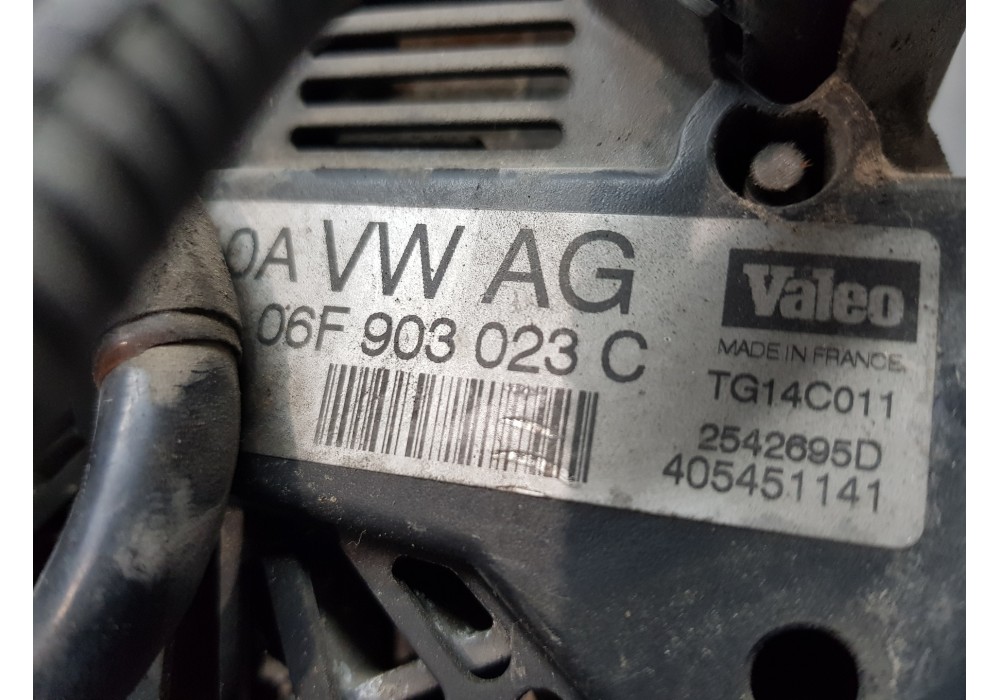 0A VW AG
06F 903 023 C
Valeo
MADE IN FRANCE
TG14C011
2542695D
405451141